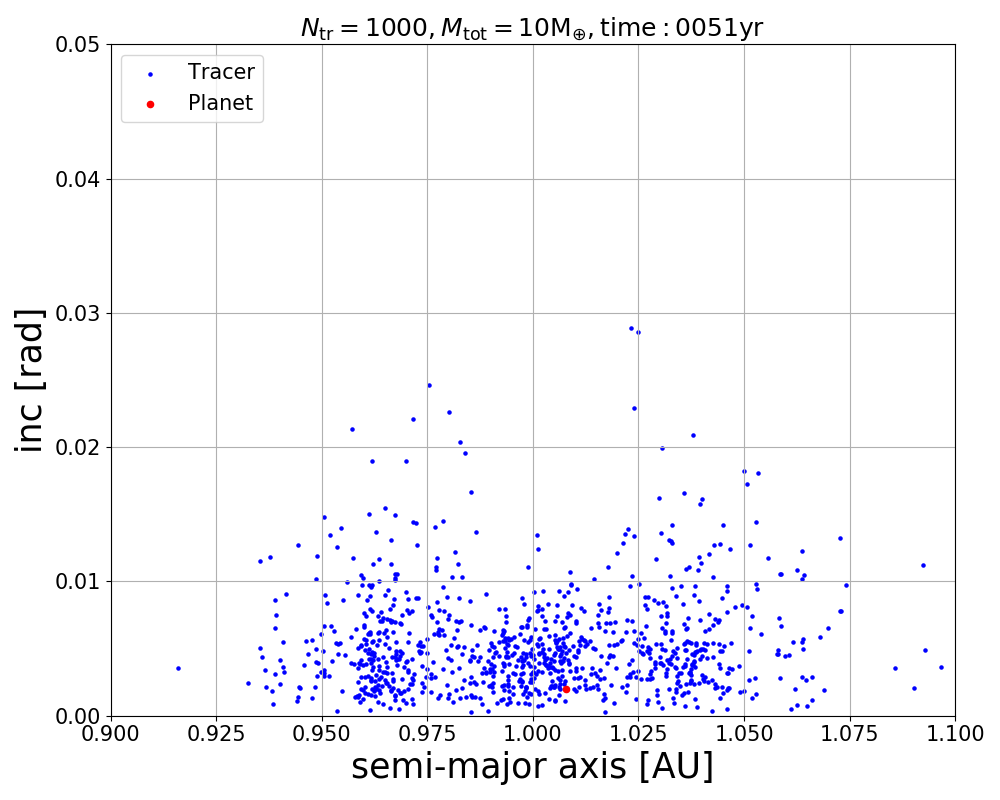 N_tr = 1000, M_tot = 10M_⊕, time : 0051yr
Tracer
Planet
0.05
0.04
0.03
0.02
0.01
0.00
inc [rad]
0.900 0.925 0.950 0.975 1.000 1.025 1.050 1.075 1.100
semi-major axis [AU]